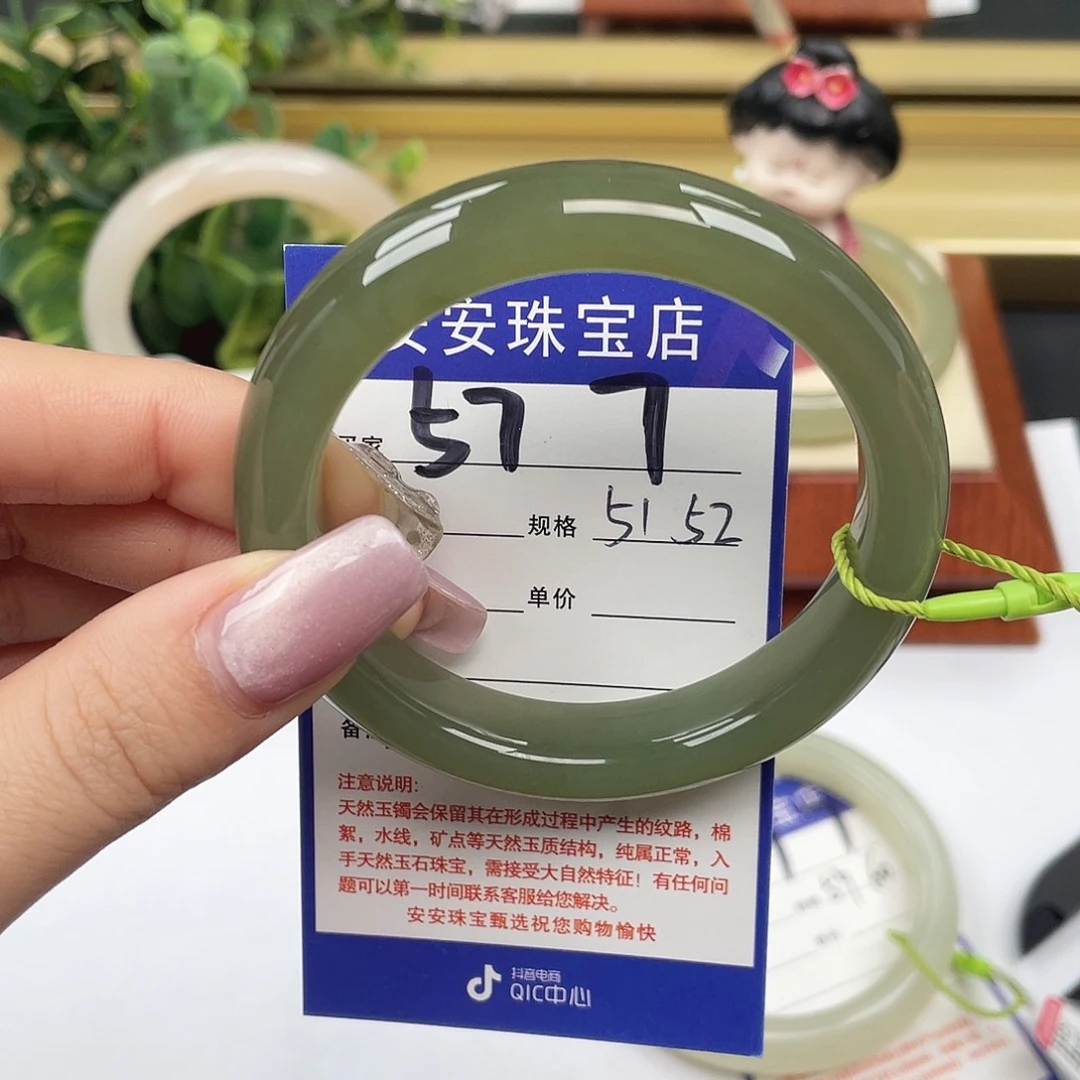 安安珠宝店
57 7
买家
规格 51.52
单价
备
注意说明:
天然玉镯会保留其在形成过程中产生的纹路，棉
絮，水线，矿点等天然玉质结构，纯属正常，入
手天然玉石珠宝，需接受大自然特征！有任何问
题可以第一时间联系客服给您解决。
安安珠宝甄选祝您购物愉快
抖音电商
QIC中心